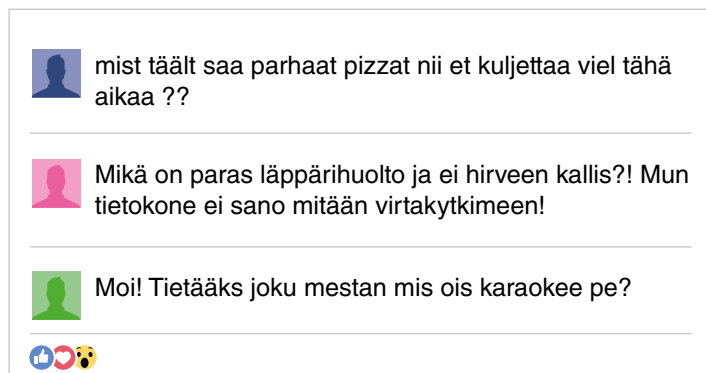 mist täält saa parhaat pizzat nii et kuljettaa viel tähä
aikaa ??
Mikä on paras läppärihuolto ja ei hirveen kallis?! Mun
tietokone ei sano mitään virtakytkimeen!
Moi! Tietääks joku mestan mis ois karaokee pe?